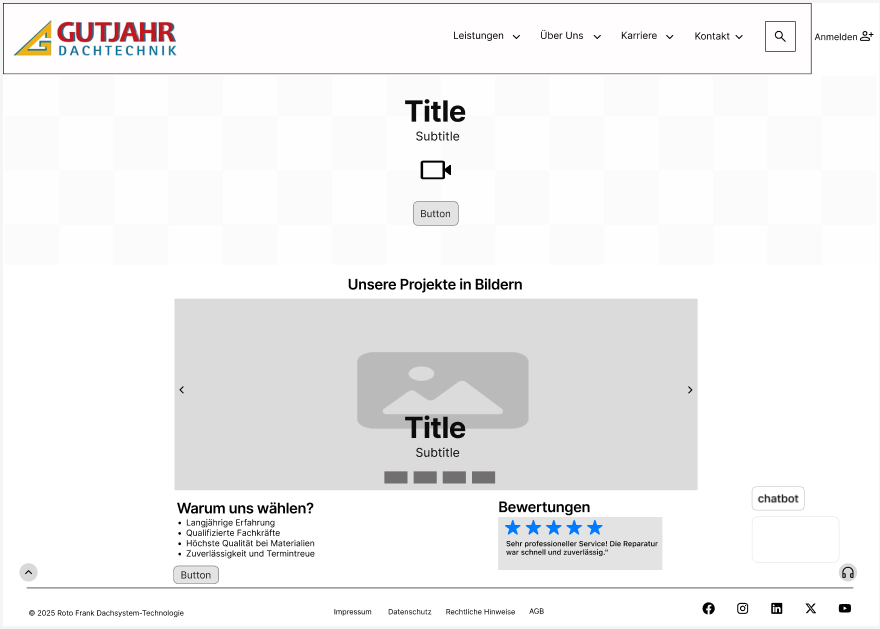 GUTJAHR
DACHTECHNIK
Leistungen
Über Uns
Karriere
Kontakt
Anmelden
Title
Subtitle
Button
Unsere Projekte in Bildern
Title
Subtitle
Warum uns wählen?
• Langjährige Erfahrung
• Qualifizierte Fachkräfte
• Höchste Qualität bei Materialien
• Zuverlässigkeit und Termintreue
Button
Bewertungen
Sehr professioneller Service! Die Reparatur
war schnell und zuverlässig."
chatbot
© 2025 Roto Frank Dachsystem-Technologie
Impressum
Datenschutz
Rechtliche Hinweise
AGB